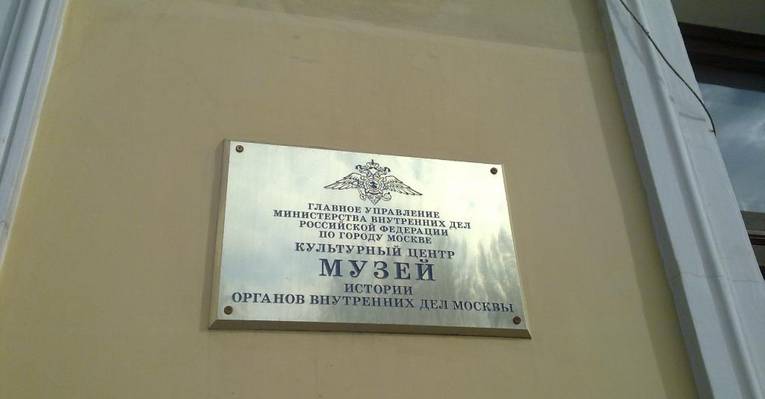 ГЛАВНОЕ УПРАВЛЕНИЕ
МИНИСТЕРСТВА ВНУТРЕННИХ ДЕЛ
РОССИЙСКОЙ ФЕДЕРАЦИИ
ПО ГОРОДУ МОСКВЕ
КУЛЬТУРНЫЙ ЦЕНТР
МУЗЕЙ
ИСТОРИИ
ОРГАНОВ ВНУТРЕННИХ ДЕЛ МОСКВЫ